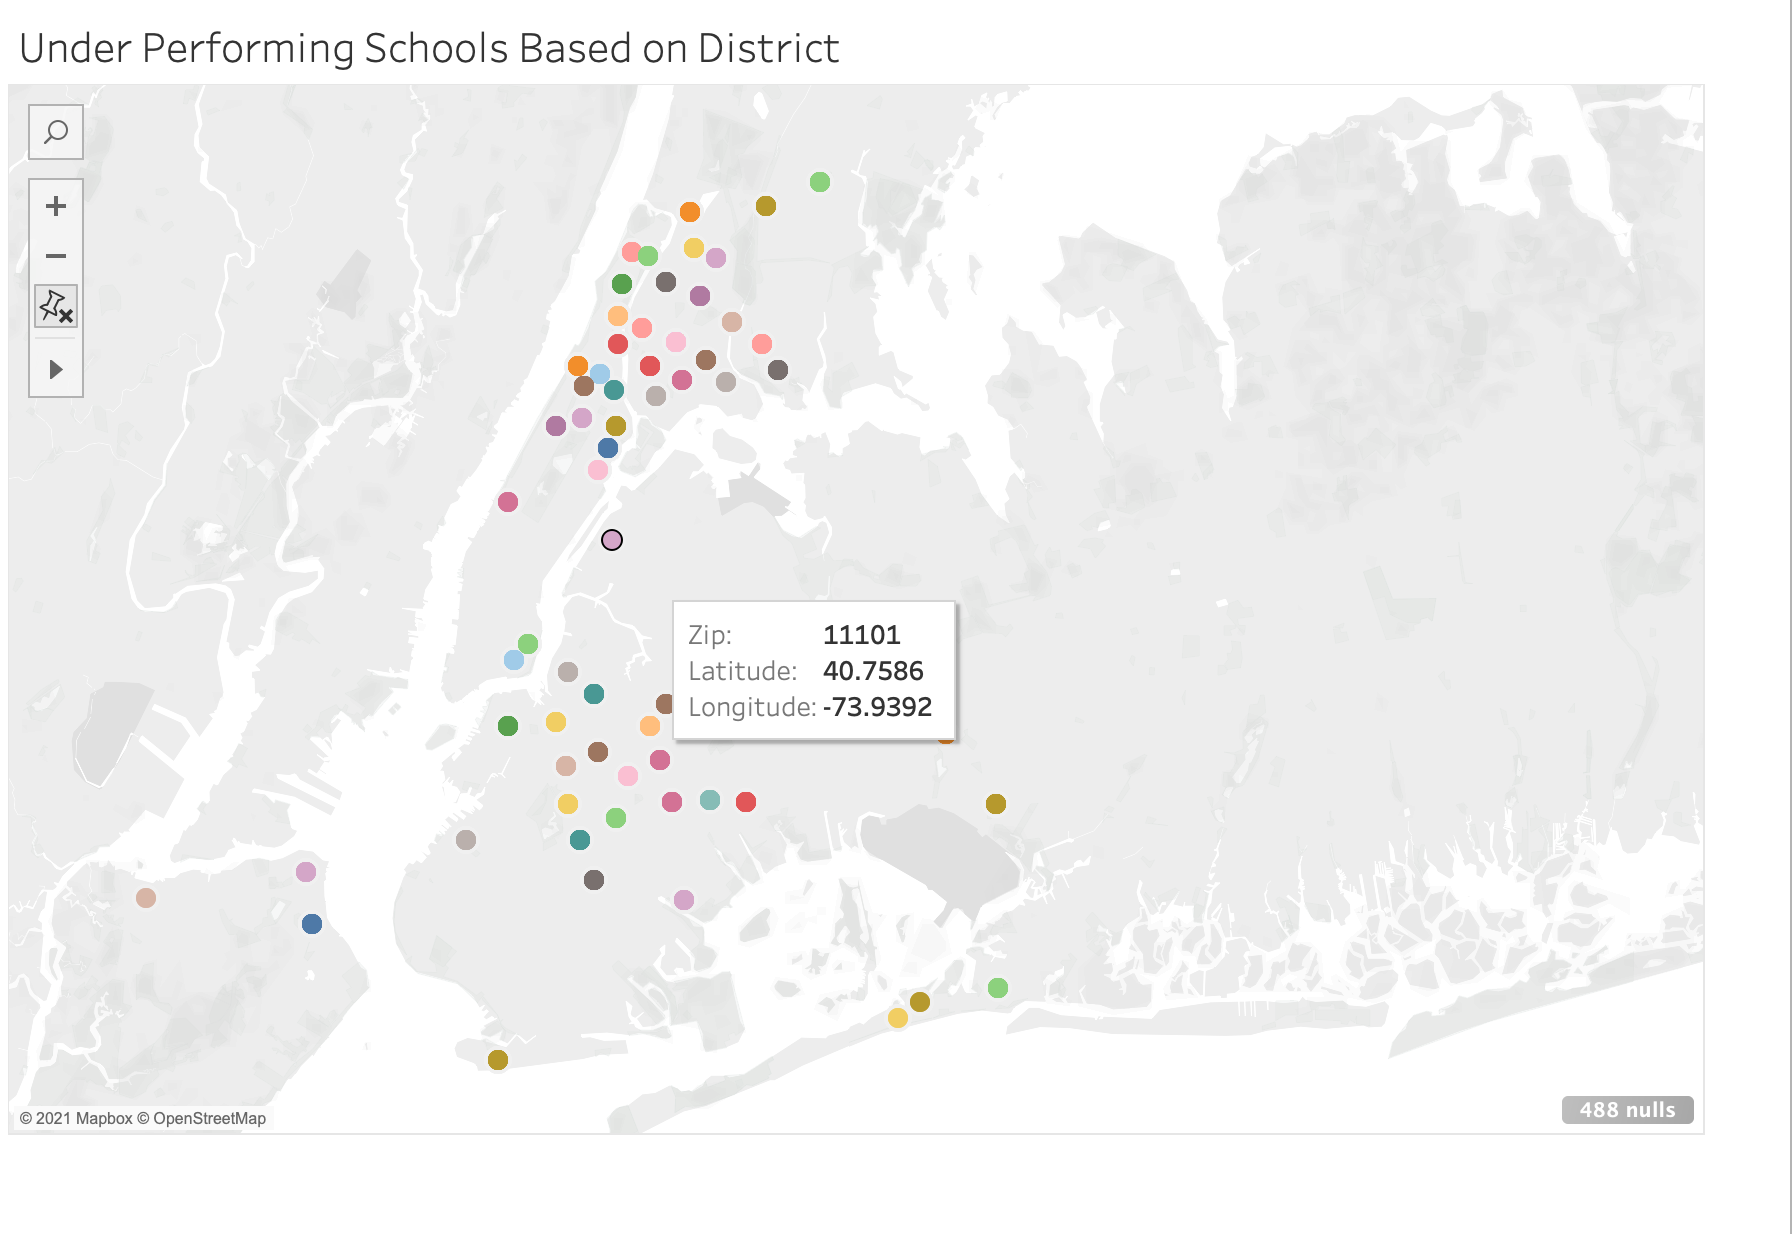 Under Performing Schools Based on District
Zip: 11101
Latitude: 40.7586
Longitude: -73.9392
© 2021 Mapbox © OpenStreetMap
488 nulls